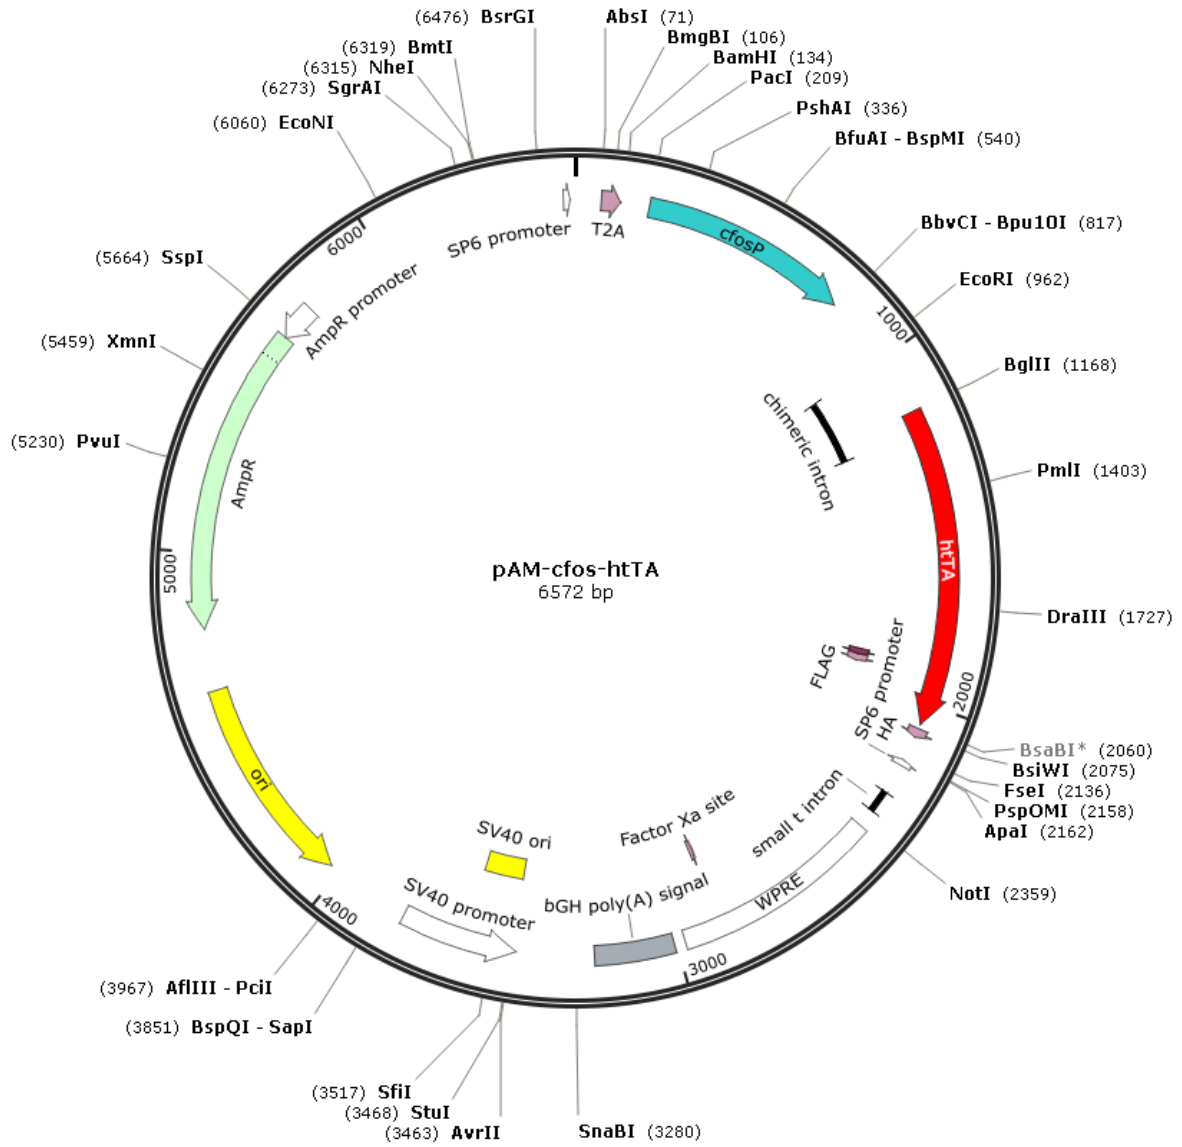 (6476) BsrGI
AbsI (71)
(6319) BmtI
BmgBI (106)
(6315) NheI
BamHI (134)
(6273) SgrAI
PacI (209)
(6060) EcoNI
PshAI (336)
BfuAI - BspMI (540)
SP6 promoter
T2A
cfosP
BbvCI - Bpu10I (817)
6000
(5664) SspI
AmpR promoter
EcoRI (962)
1000
(5459) XmnI
BglII (1168)
chimeric intron
(5230) PvuI
AmpR
PmlI (1403)
pAM-cfos-htTA
6572 bp
htTA
5000
DraIII (1727)
FLAG
SP6 promoter
HA
2000
BsaBI* (2060)
BsiWI (2075)
FseI (2136)
PspOMI (2158)
ApaI (2162)
ori
small t intron
Factor Xa site
SV40 ori
WPRE
NotI (2359)
bGH poly(A) signal
SV40 promoter
4000
3000
(3967) AflIII - PciI
(3851) BspQI - SapI
(3517) SfiI
(3468) StuI
(3463) AvrII
SnaBI (3280)